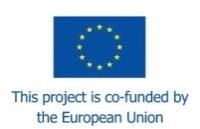 This project is co-funded by
the European Union